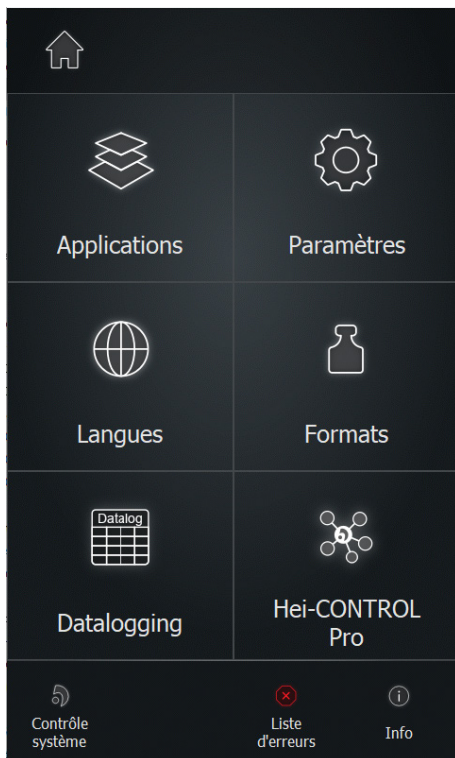 Applications
Paramètres
Langues
Formats
Datalog
Datalogging
Hei-CONTROL
Pro
Contrôle
système
Liste
d'erreurs
Info